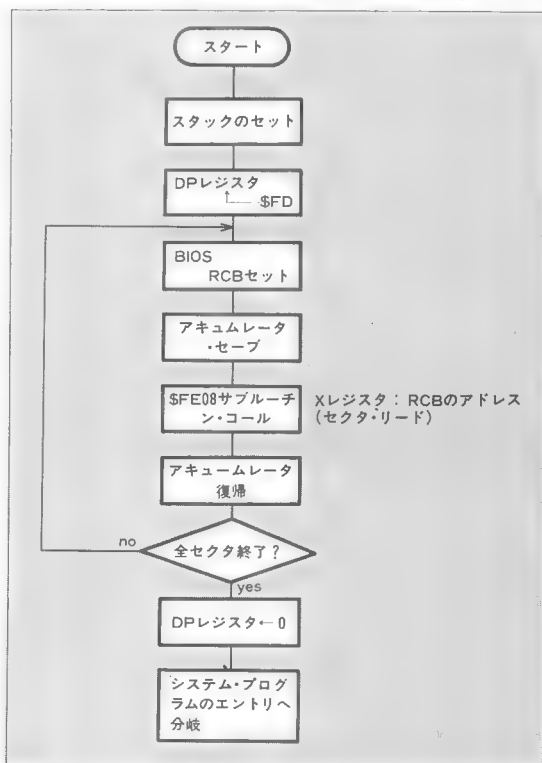 スタート
スタックのセット
DPレジスタ
$FD
BIOS
RCBセット
アキュムレータ
・セーブ
$FE08サブルーチ
ン・コール
Xレジスタ：RCBのアドレス
(セクタ・リード)
アキュームレータ
復帰
no
全セクタ終了？
yes
DPレジスタ←0
システム・プログ
ラムのエントリへ
分岐